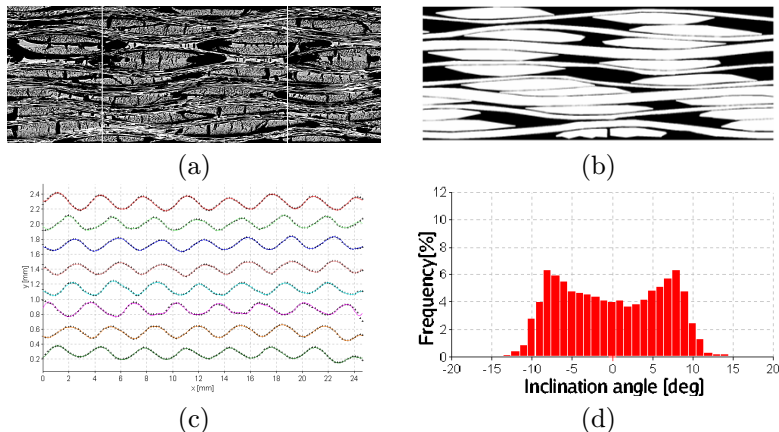 (a)
(b)
2.4
2.2
2.0
1.8
1.6
1.4
1.2
1.0
0.8
0.6
0.4
0.2
y [mm]
0 2 4 6 8 10 12 14 16 18 20 22 24
x [mm]
(c)
12
10
8
6
4
2
0
Frequency[%]
-20 -15 -10 -5 0 5 10 15 20
Inclination angle [deg]
(d)